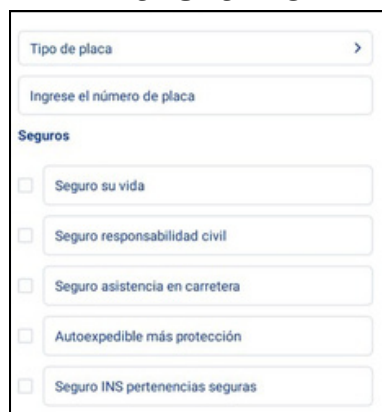 Tipo de placa
Ingrese el número de placa
Seguros
Seguro su vida
Seguro responsabilidad civil
Seguro asistencia en carretera
Autoexpedible más protección
Seguro INS pertenencias seguras